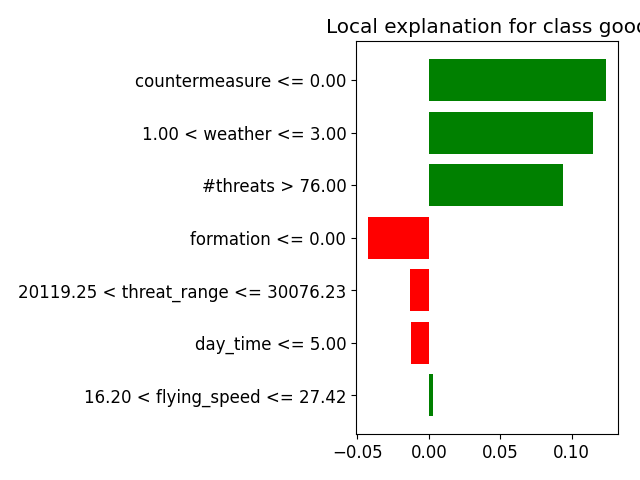 Local explanation for class good
countermeasure <= 0.00
1.00 < weather <= 3.00
#threats > 76.00
formation <= 0.00
20119.25 < threat_range <= 30076.23
day_time <= 5.00
16.20 < flying_speed <= 27.42
−0.05 0.00 0.05 0.10